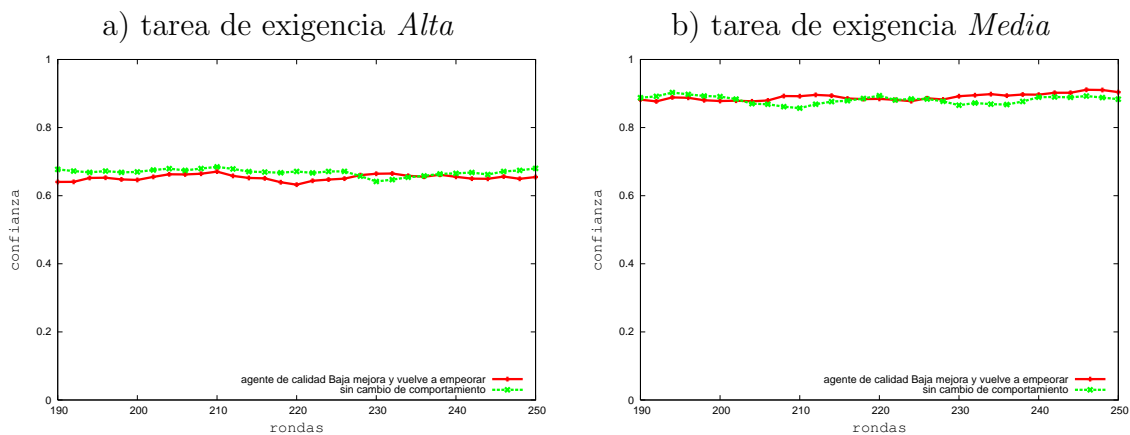 a) tarea de exigencia Alta
1
0.8
0.6
0.4
0.2
0
confianza
agente de calidad Baja mejora y vuelve a empeorar
sin cambio de comportamiento
190 200 210 220 230 240 250
rondas
b) tarea de exigencia Media
1
0.8
0.6
0.4
0.2
0
confianza
agente de calidad Baja mejora y vuelve a empeorar
sin cambio de comportamiento
190 200 210 220 230 240 250
rondas